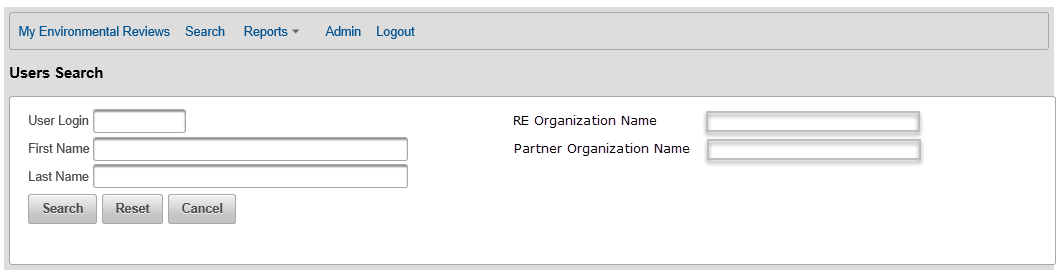 My Environmental Reviews Search Reports Admin Logout
Users Search
User Login
First Name
Last Name
RE Organization Name
Partner Organization Name
Search Reset Cancel